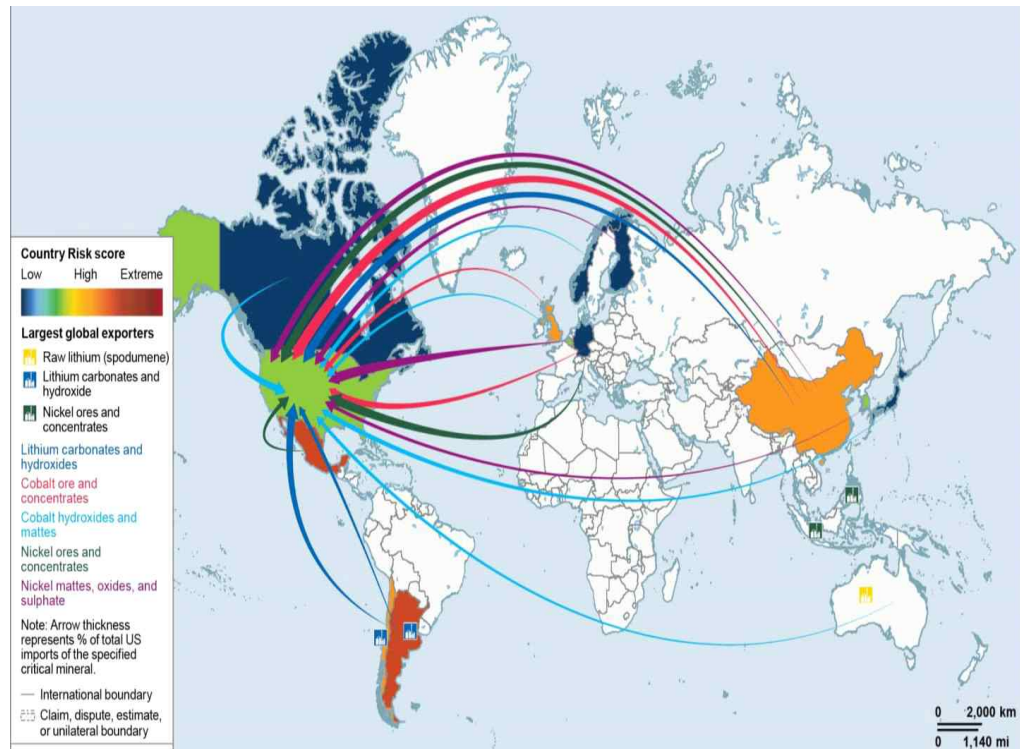 Country Risk score
Low High Extreme
Largest global exporters
Raw lithium (spodumene)
Lithium carbonates and
hydroxide
Nickel ores and
concentrates
Lithium carbonates and
hydroxides
Cobalt ore and
concentrates
Cobalt hydroxides and
mattes
Nickel ores and
concentrates
Nickel mattes, oxides, and
sulphate
Note: Arrow thickness
represents % of total US
imports of the specified
critical mineral.
International boundary
Claim, dispute, estimate,
or unilateral boundary
0 2,000 km
0 1,140 mi